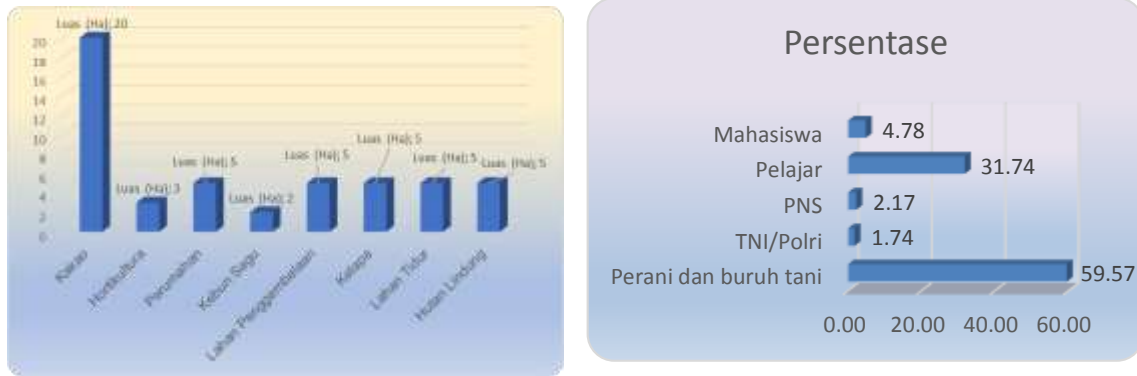 Luas (Ha); 20
20
18
16
14
12
10
8
6
4
2
0
Luas (Ha); 3
Luas (Ha); 5
Luas (Ha); 2
Luas (Ha); 5
Luas (Ha); 5
Luas (Ha); 5
Luas (Ha); 5
Kakao
Hortikultura
Perumahan
Kebun Sagu
Lahan Penggembalaan
Kelapa
Lahan Tidur
Hutan Lindung
Persentase
Mahasiswa 4.78
Pelajar 31.74
PNS 2.17
TNI/Polri 1.74
Perani dan buruh tani 59.57
0.00 20.00 40.00 60.00